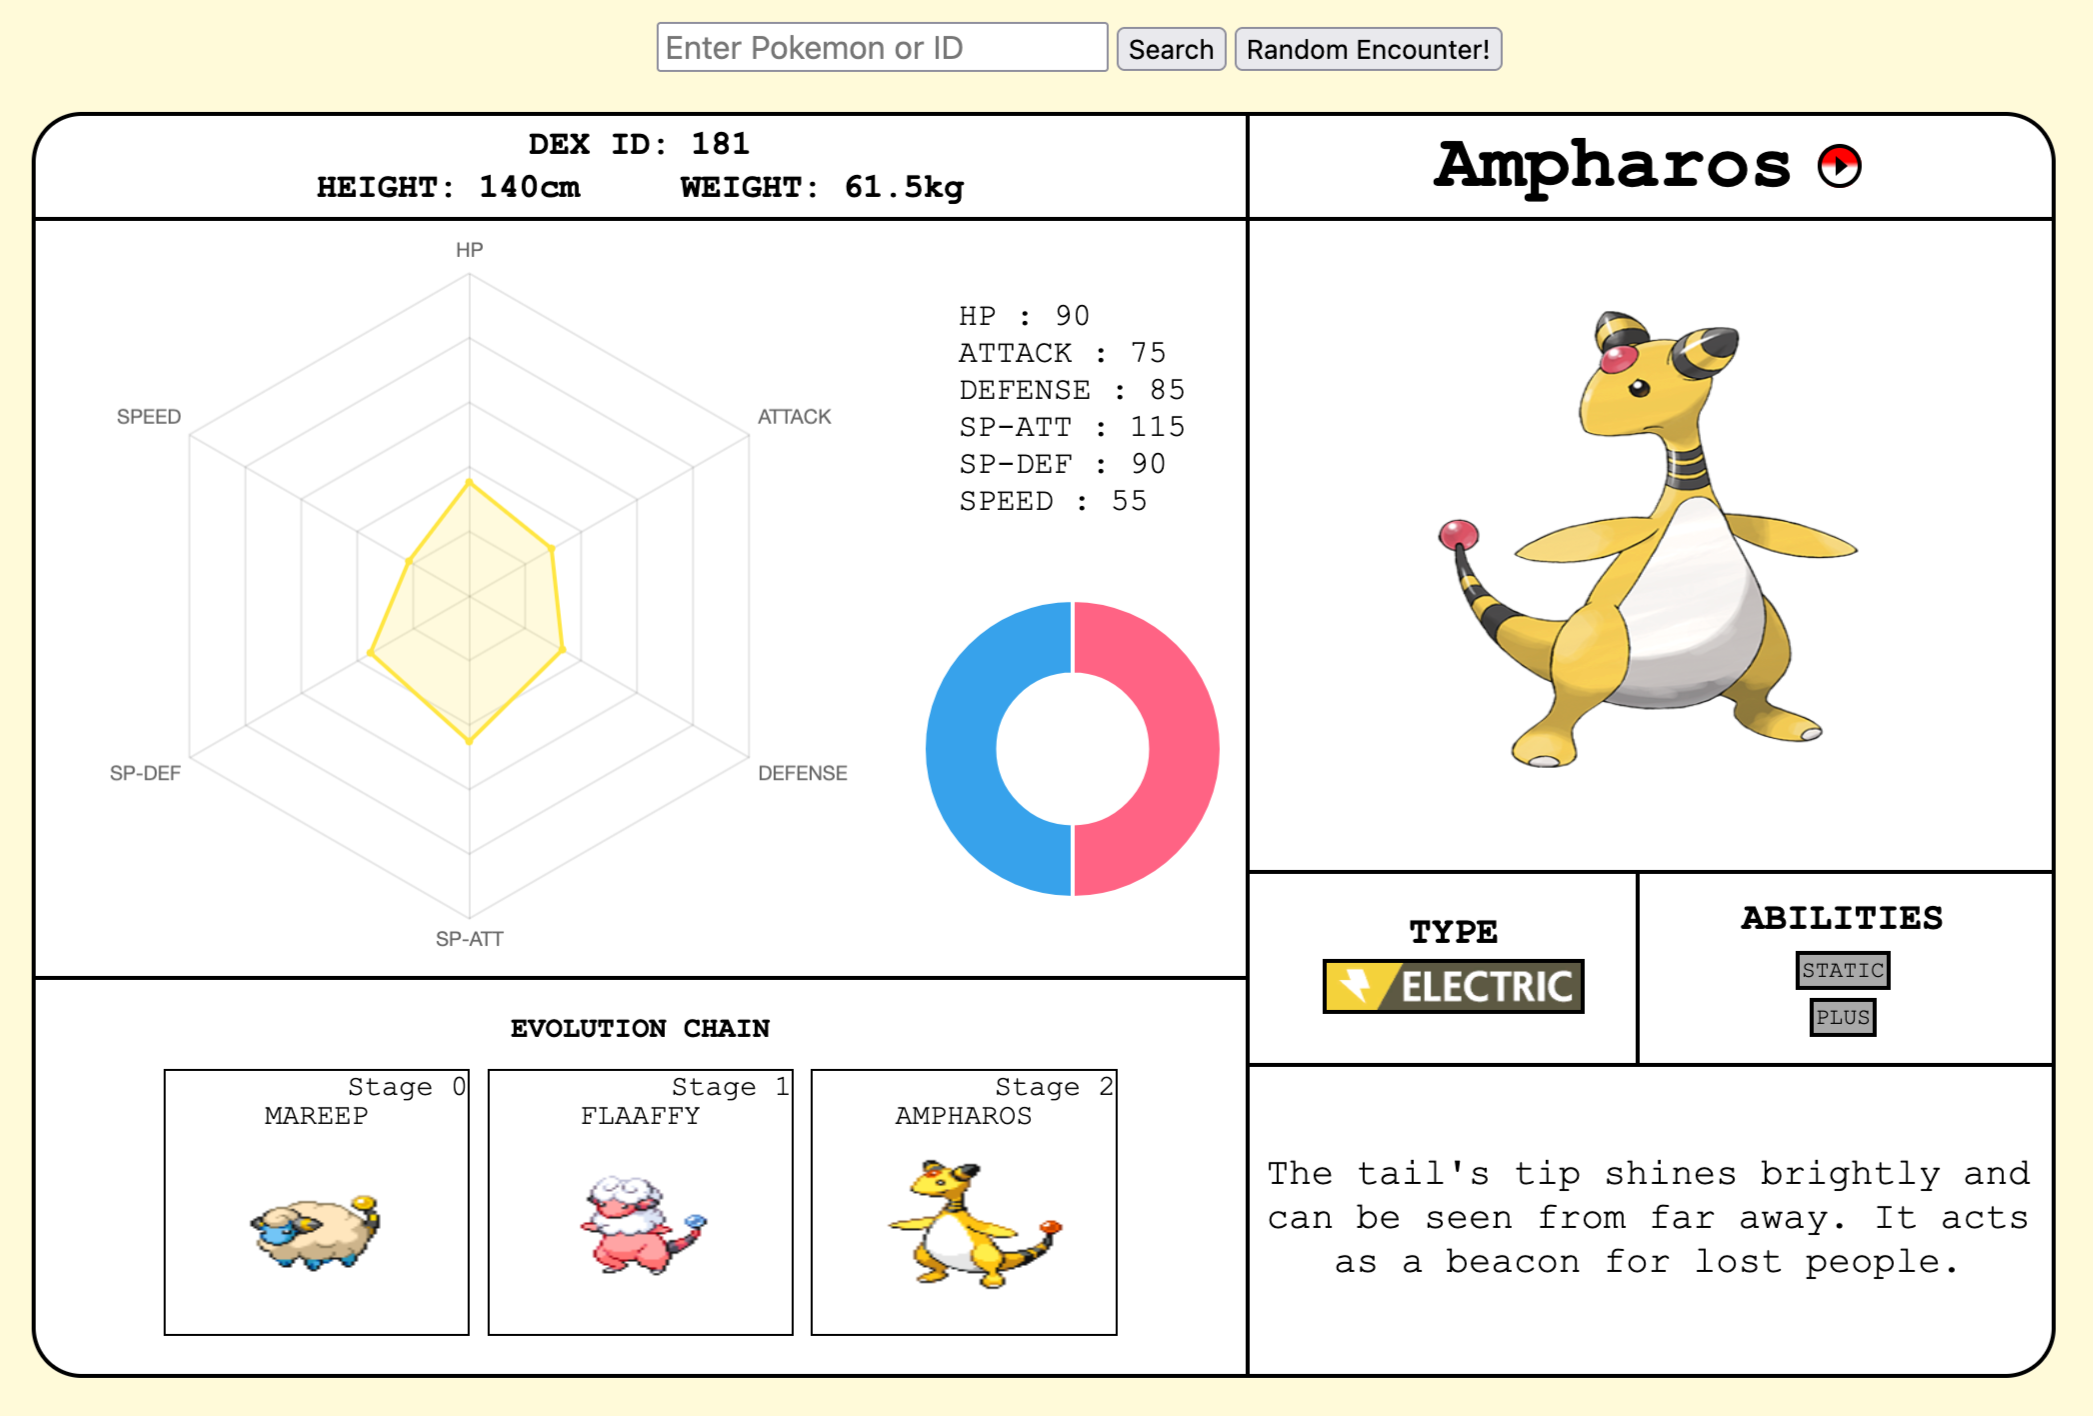 Enter Pokemon or ID
Search
Random Encounter!
DEX ID: 181
HEIGHT: 140cm WEIGHT: 61.5kg
Ampharos
HP
ATTACK
DEFENSE
SP-ATT
SP-DEF
SPEED
HP : 90
ATTACK : 75
DEFENSE : 85
SP-ATT : 115
SP-DEF : 90
SPEED : 55
TYPE
ELECTRIC
ABILITIES
STATIC
PLUS
EVOLUTION CHAIN
Stage 0
MAREEP
Stage 1
FLAAFFY
Stage 2
AMPHAROS
The tail's tip shines brightly and
can be seen from far away. It acts
as a beacon for lost people.